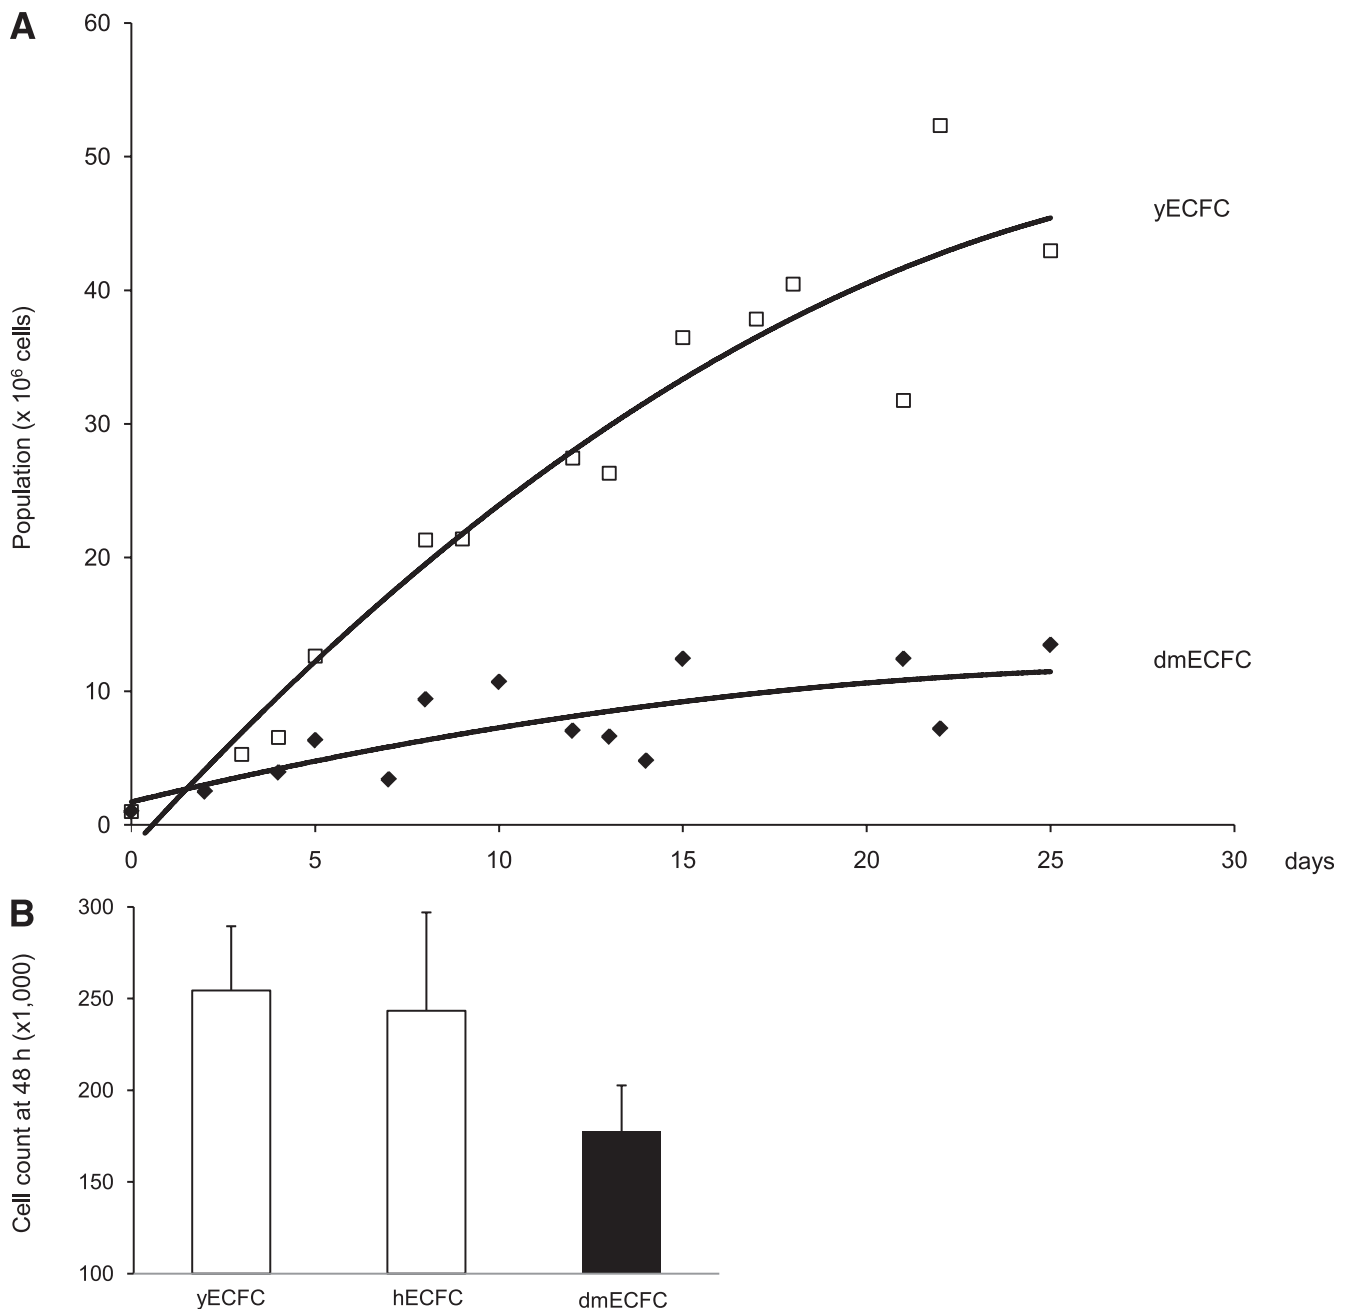 A
60
50
40
30
20
10
0
Population (x 10⁶ cells)
yECFC
dmECFC
0 5 10 15 20 25 30 days
B
300
250
200
150
100
Cell count at 48 h (x1,000)
yECFC hECFC dmECFC